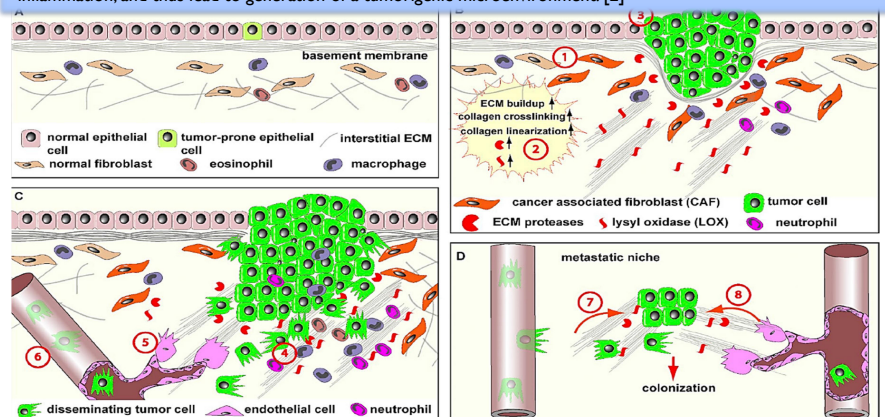 inflammation, and thus lead to generation of a tumorigenic microenvironment [2]
A
basement membrane
normal epithelial cell
tumor-prone epithelial cell
interstitial ECM
normal fibroblast
eosinophil
macrophage
3
1
ECM buildup
collagen crosslinking
collagen linearization
2
cancer associated fibroblast (CAF)
tumor cell
ECM proteases
lysyl oxidase (LOX)
neutrophil
C
6
5
4
disseminating tumor cell
endothelial cell
neutrophil
D
metastatic niche
7
8
colonization